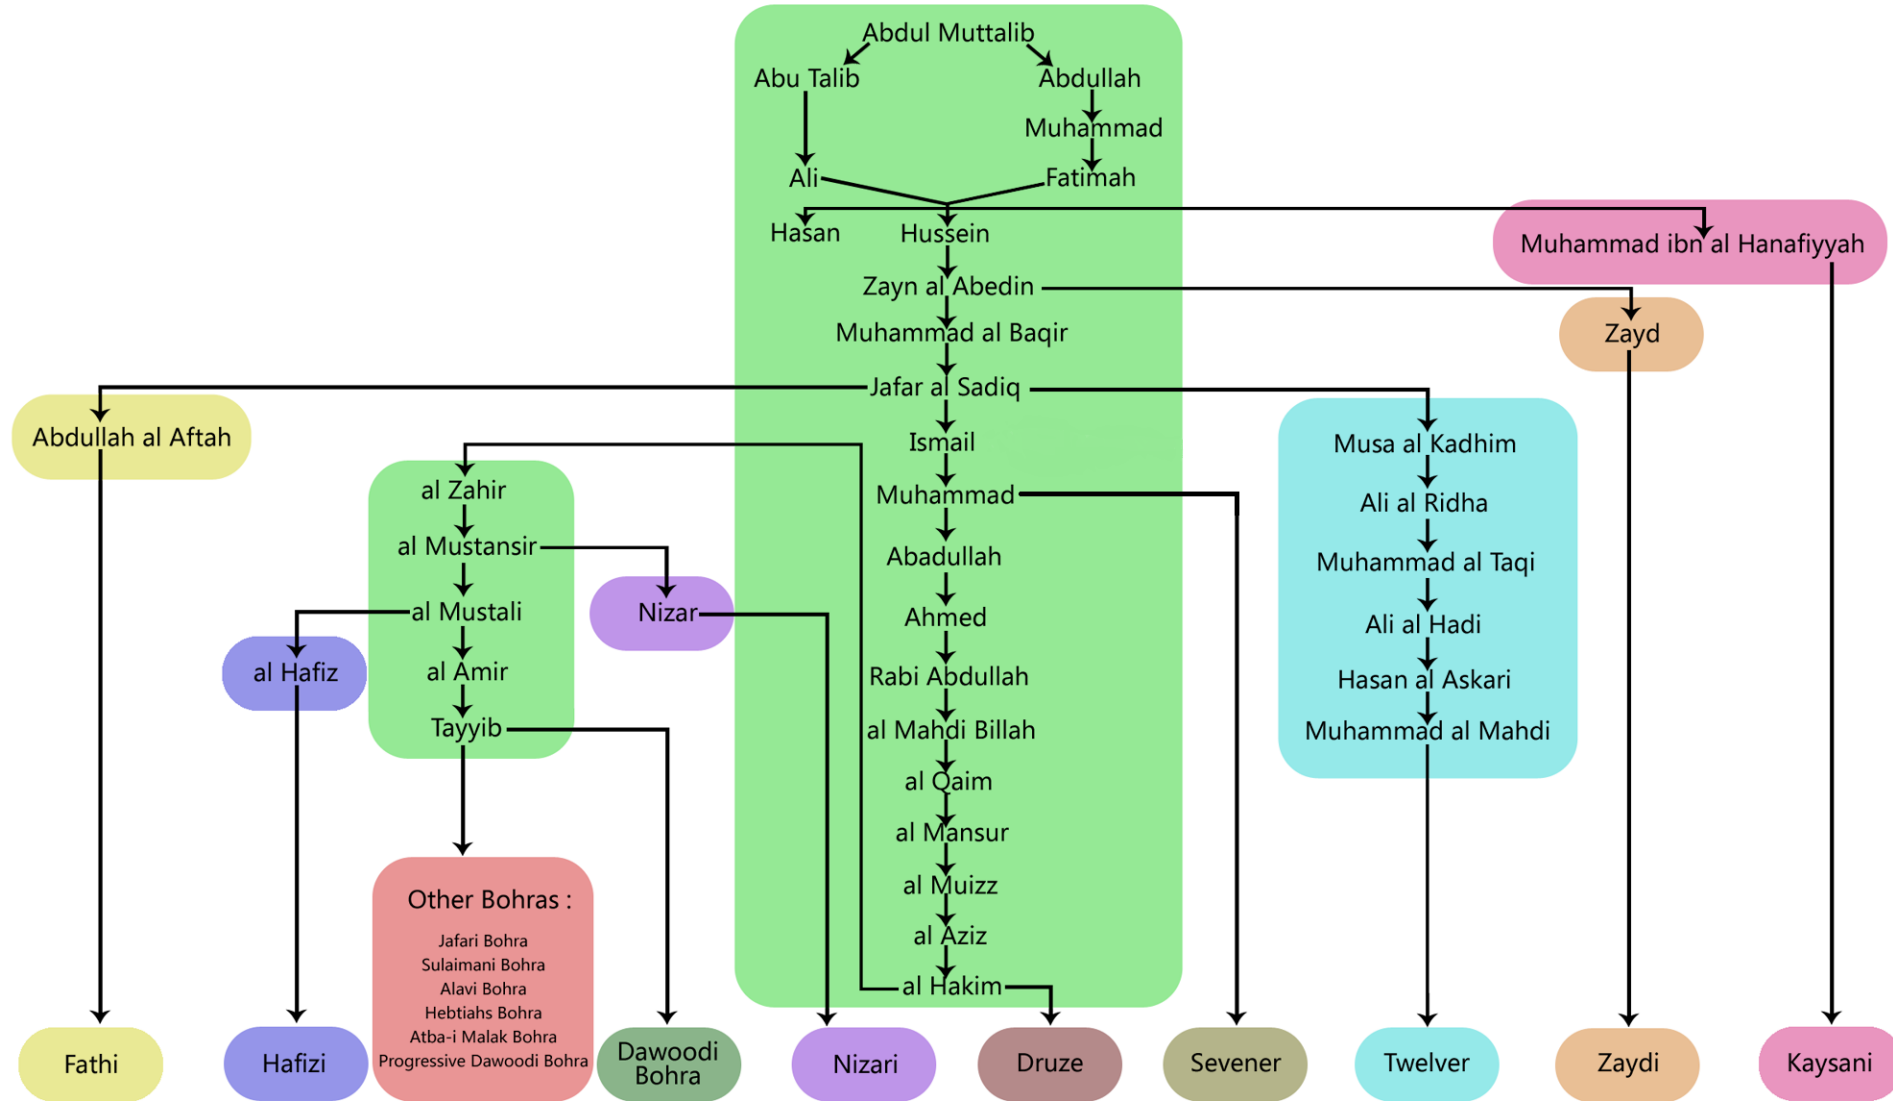 Abdul Muttalib
Abu Talib
Abdullah
Muhammad
Ali
Fatimah
Hasan
Hussein
Muhammad ibn al Hanafiyyah
Zayn al Abedin
Muhammad al Baqir
Zayd
Jafar al Sadiq
Abdullah al Aftah
Ismail
Musa al Kadhim
al Zahir
Muhammad
Ali al Ridha
al Mustansir
Abadullah
Muhammad al Taqi
al Mustali
Nizar
Ahmed
Ali al Hadi
al Hafiz
al Amir
Rabi Abdullah
Hasan al Askari
Tayyib
al Mahdi Billah
Muhammad al Mahdi
al Qaim
al Mansur
al Muizz
Other Bohras :
al Aziz
Jafari Bohra
Sulaimani Bohra
Alavi Bohra
al Hakim
Hebtiahs Bohra
Atba-i Malak Bohra
Progressive Dawoodi Bohra
Fathi
Hafizi
Dawoodi
Bohra
Nizari
Druze
Sevener
Twelver
Zaydi
Kaysani